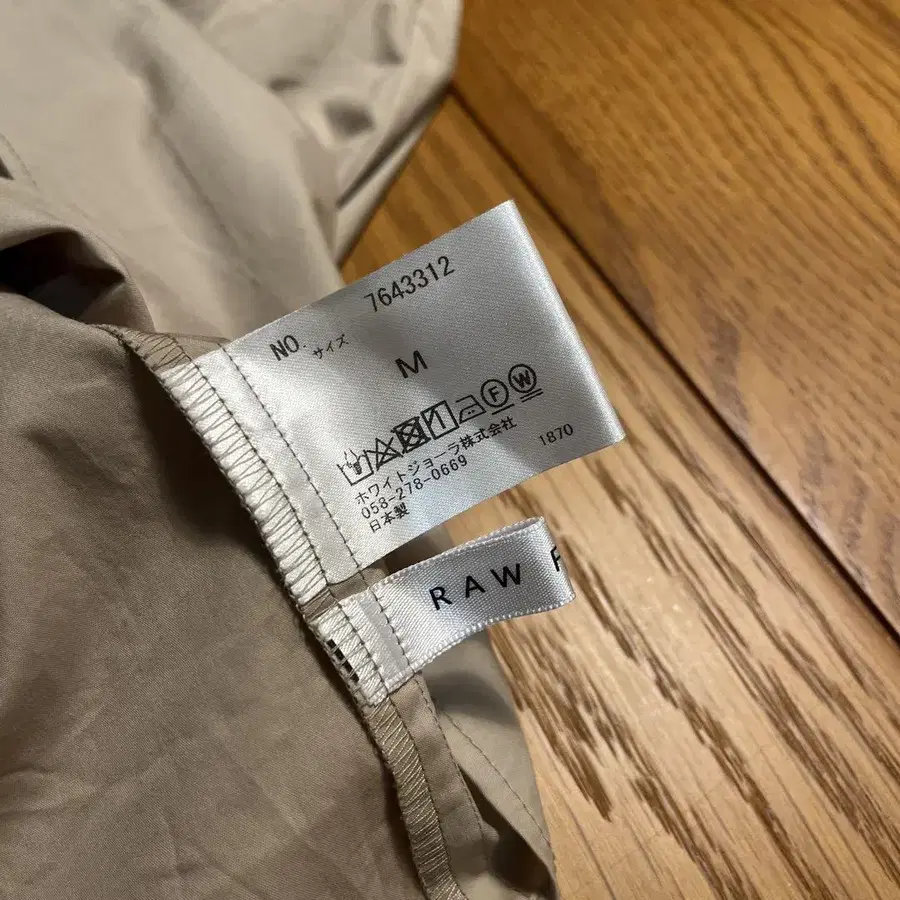 NO. 7643312
サイズ
M
F W
ホワイトジョーラ株式会社
058-278-0669 1870
日本製
RAW F